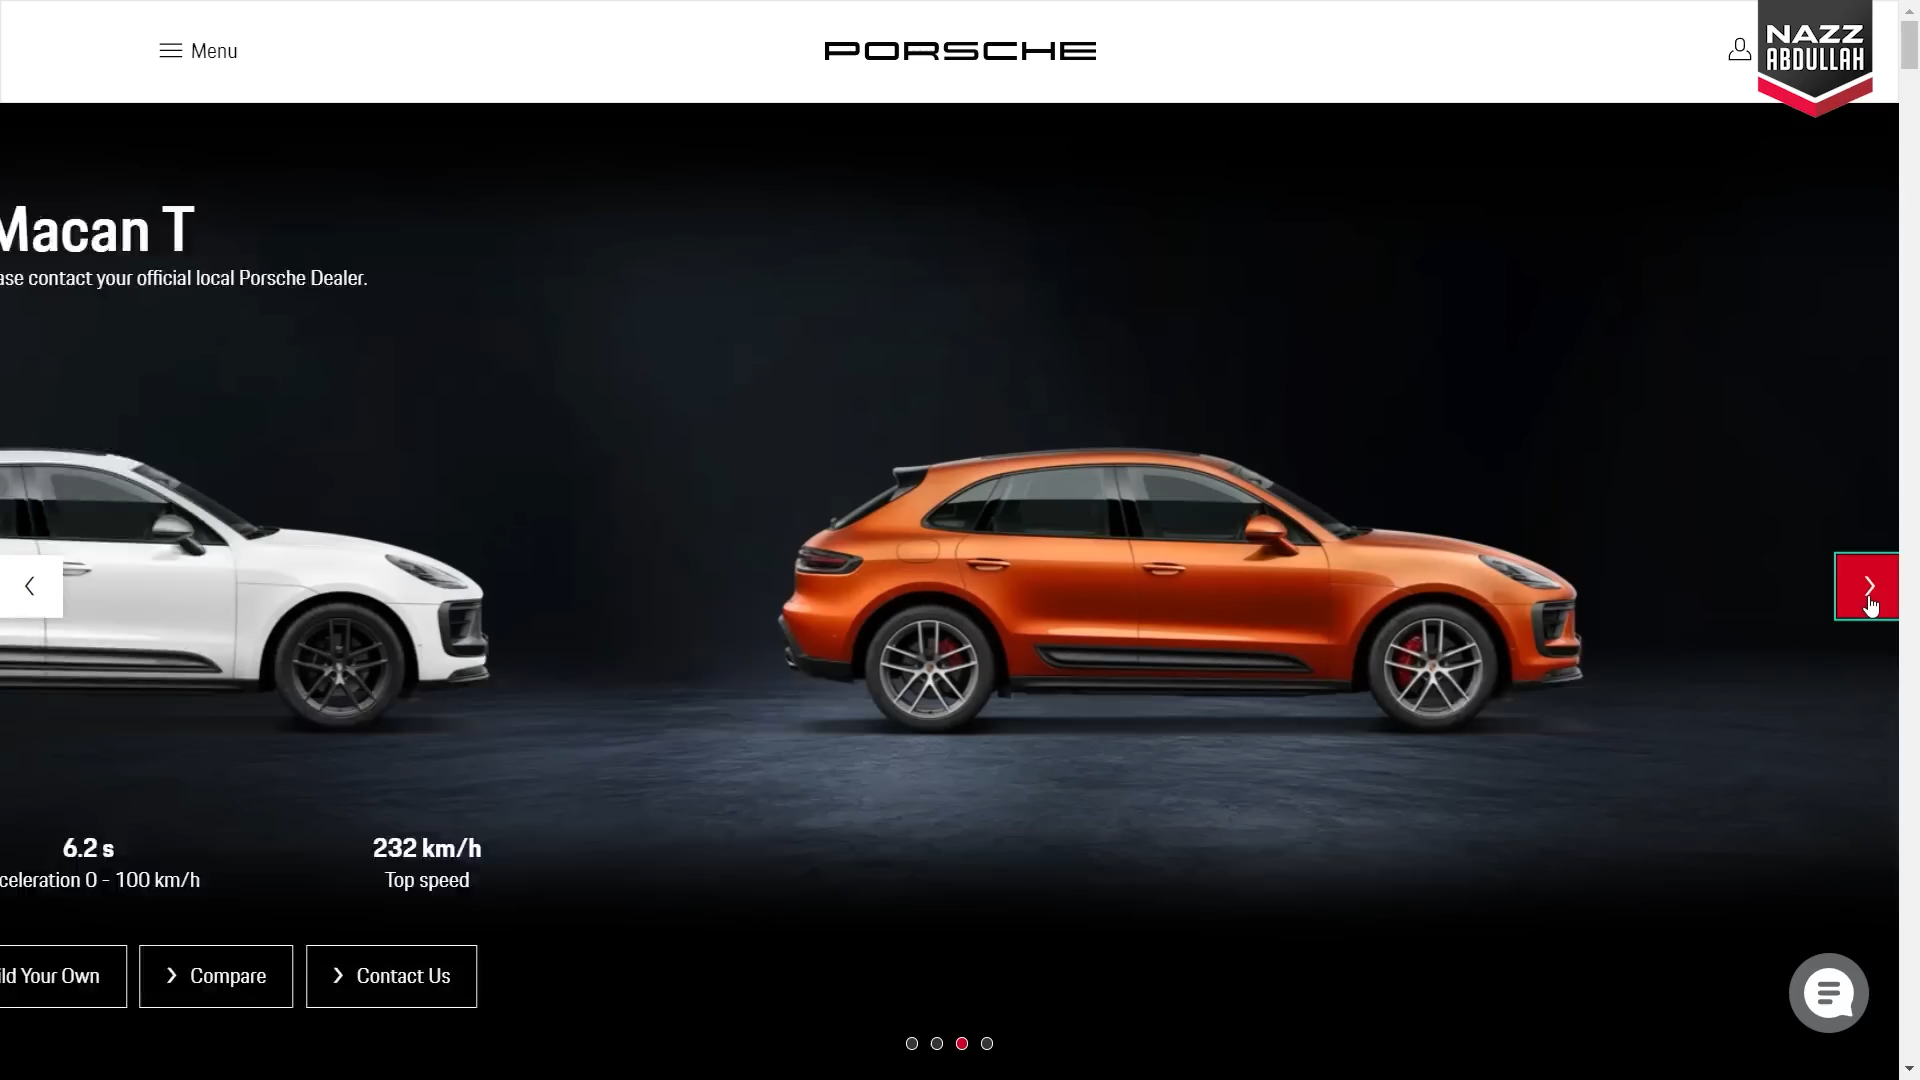 Menu
PORSCHE
NAZZ
ABDULLAH
Macan T
ase contact your official local Porsche Dealer.
6.2 s
celeration 0 - 100 km/h
232 km/h
Top speed
ild Your Own
Compare
Contact Us